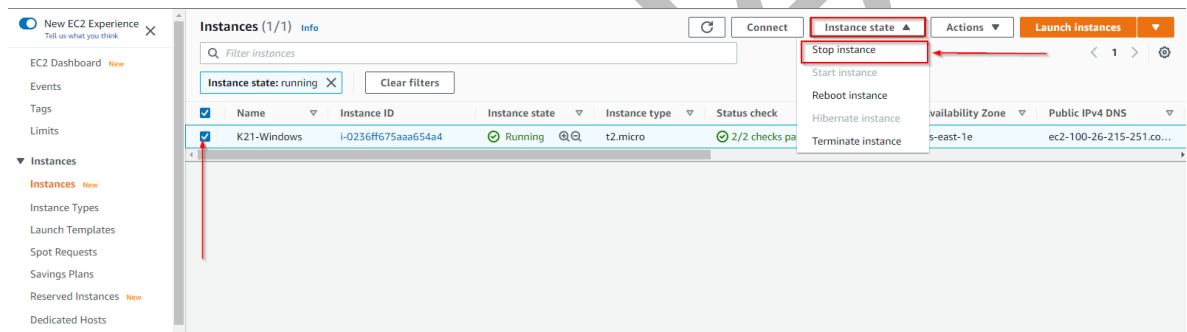 New EC2 Experience
Tell us what you think
EC2 Dashboard New
Events
Tags
Limits
Instances
Instances New
Instance Types
Launch Templates
Spot Requests
Savings Plans
Reserved Instances New
Dedicated Hosts
Instances (1/1) Info
Connect
Instance state
Actions
Launch instances
Filter instances
1
Instance state: running
Clear filters
Stop instance
Start instance
Reboot instance
Hibernate instance
Terminate instance
Name Instance ID Instance state Instance type Status check vailability Zone Public IPv4 DNS
K21-Windows i-0236ff675aaa654a4 Running t2.micro 2/2 checks pa s-east-1e ec2-100-26-215-251.co...